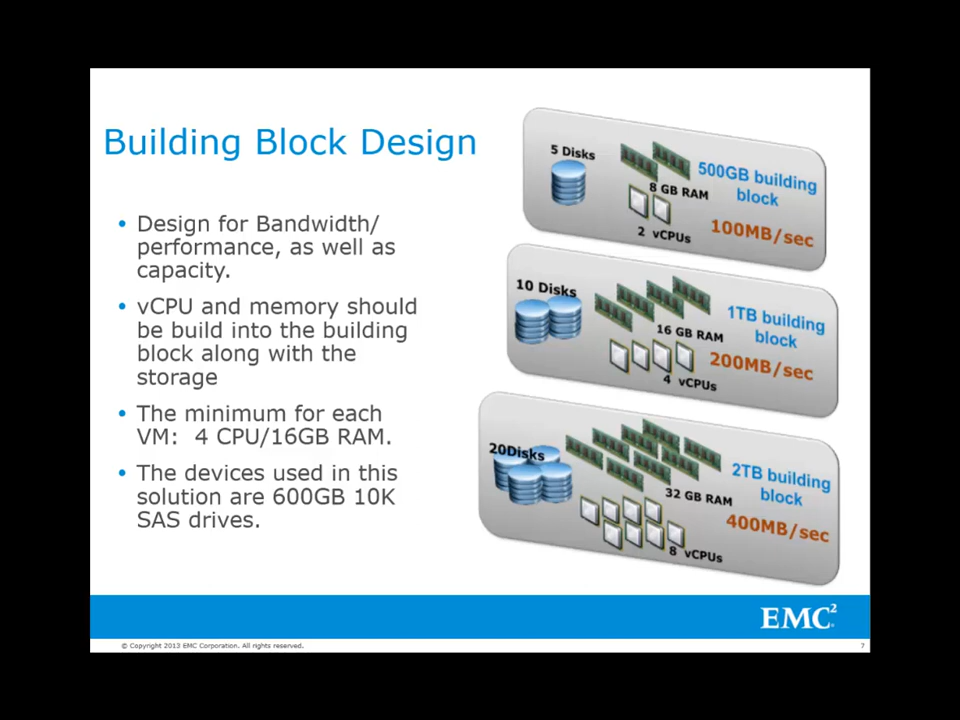 Building Block Design
• Design for Bandwidth/
performance, as well as
capacity.
• vCPU and memory should
be build into the building
block along with the
storage
• The minimum for each
VM:  4 CPU/16GB RAM.
• The devices used in this
solution are 600GB 10K
SAS drives.
5 Disks
8 GB RAM
2 vCPUs
500GB building
block
100MB/sec
10 Disks
16 GB RAM
4 vCPUs
1TB building
block
200MB/sec
20Disks
32 GB RAM
8 vCPUs
2TB building
block
400MB/sec
EMC²
© Copyright 2013 EMC Corporation. All rights reserved.
7